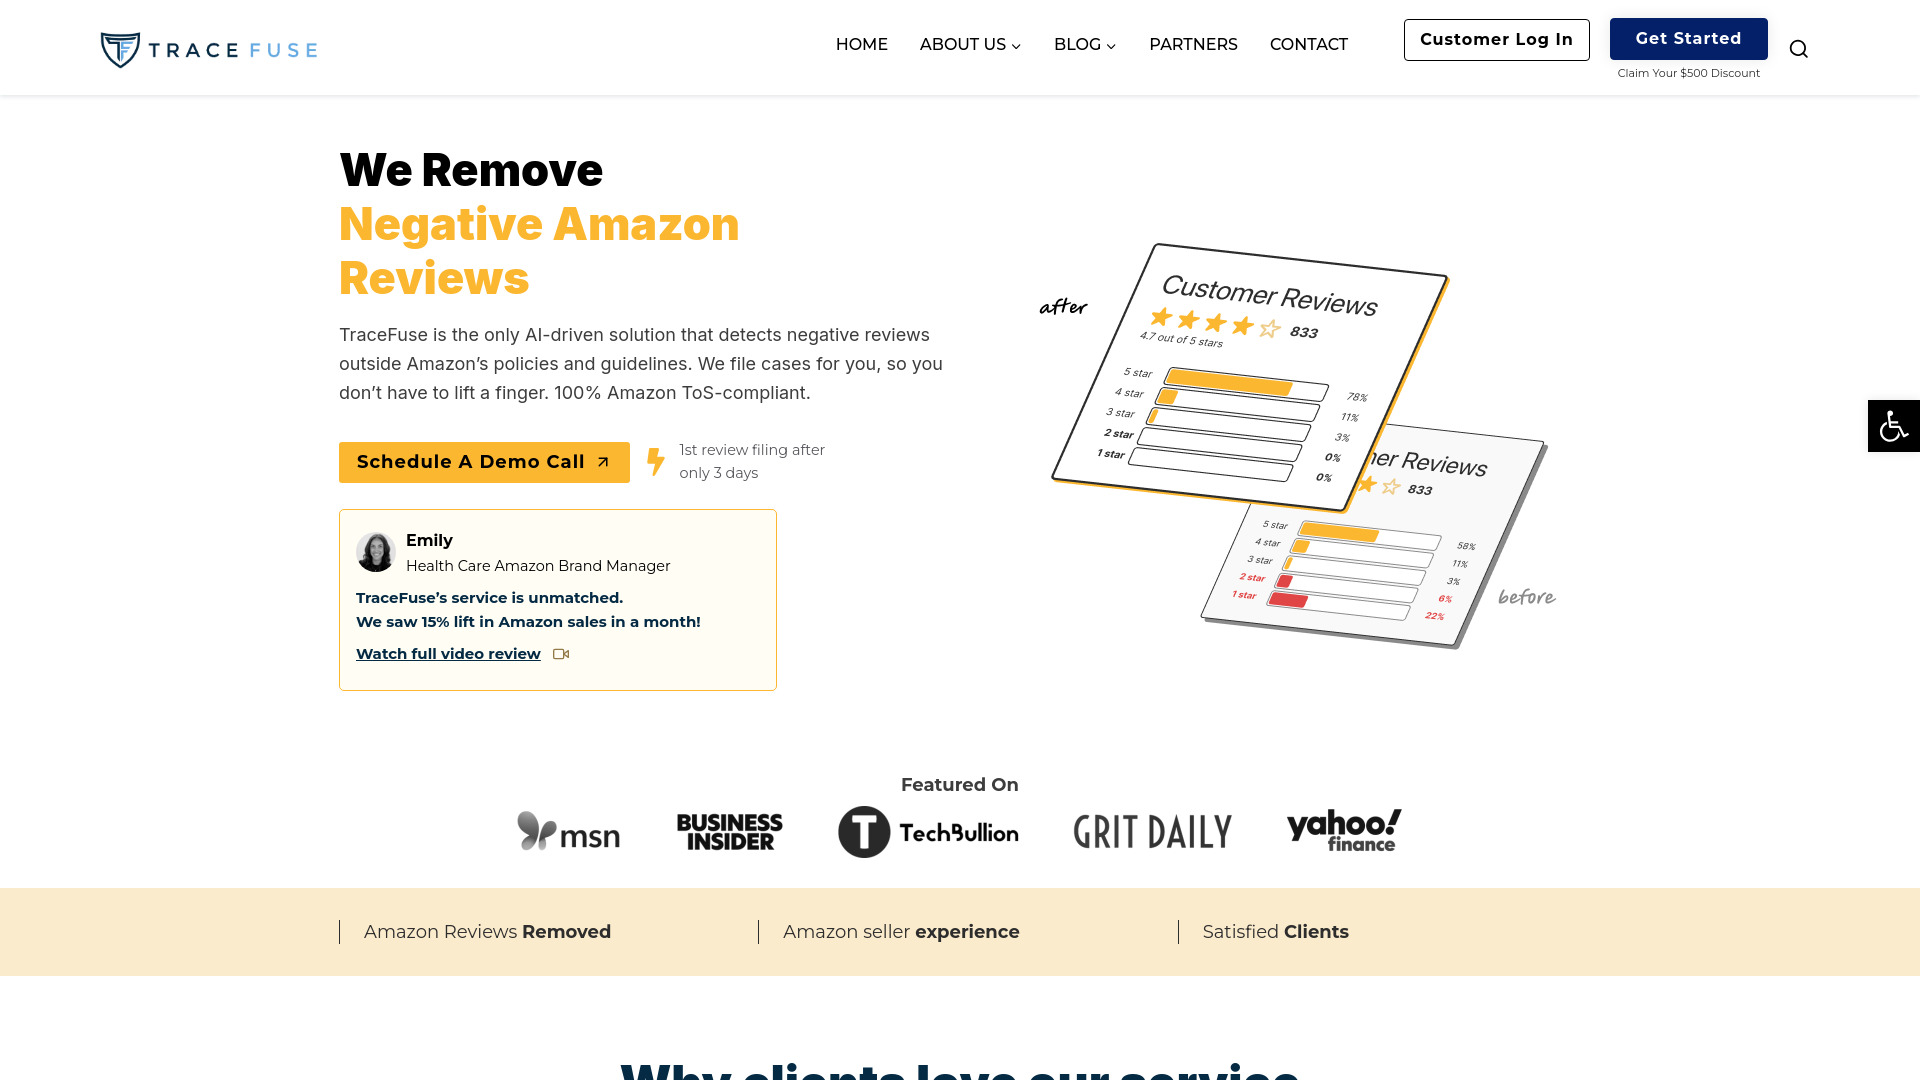 TRACE FUSE
HOME
ABOUT US
BLOG
PARTNERS
CONTACT
Customer Log In
Get Started
Claim Your $500 Discount
We Remove
Negative Amazon
Reviews
TraceFuse is the only AI-driven solution that detects negative reviews
outside Amazon’s policies and guidelines. We file cases for you, so you
don’t have to lift a finger. 100% Amazon ToS-compliant.
Schedule A Demo Call
1st review filing after
only 3 days
Emily
Health Care Amazon Brand Manager
TraceFuse’s service is unmatched.
We saw 15% lift in Amazon sales in a month!
Watch full video review
after
Customer Reviews
833
4.7 out of 5 stars
5 star 78%
4 star 11%
3 star 3%
2 star 0%
1 star 0%
er Reviews
833
5 star 58%
4 star 11%
3 star 3%
2 star 6%
1 star 22%
before
Featured On
msn
BUSINESS
INSIDER
T TechBullion
GRIT DAILY
yahoo!
finance
Amazon Reviews Removed
Amazon seller experience
Satisfied Clients
Why clients love our service